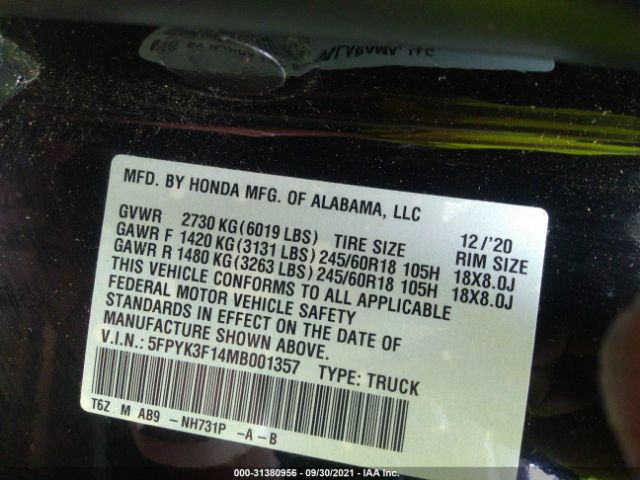 ALABAMA, LLC
MFD. BY HONDA MFG. OF ALABAMA, LLC
12/'20
GVWR 2730 KG(6019 LBS) TIRE SIZE RIM SIZE
GAWR F 1420 KG(3131 LBS) 245/60R18 105H 18X8.0J
GAWR R 1480 KG(3263 LBS) 245/60R18 105H 18X8.0J
THIS VEHICLE CONFORMS TO ALL APPLICABLE
FEDERAL MOTOR VEHICLE SAFETY
STANDARDS IN EFFECT ON THE DATE OF
MANUFACTURE SHOWN ABOVE.
V.I.N.: 5FPYK3F14MB001357 TYPE: TRUCK
T6Z M AB9 -NH731P -A-B
000-31380956 - 09/30/2021 - IAA Inc.